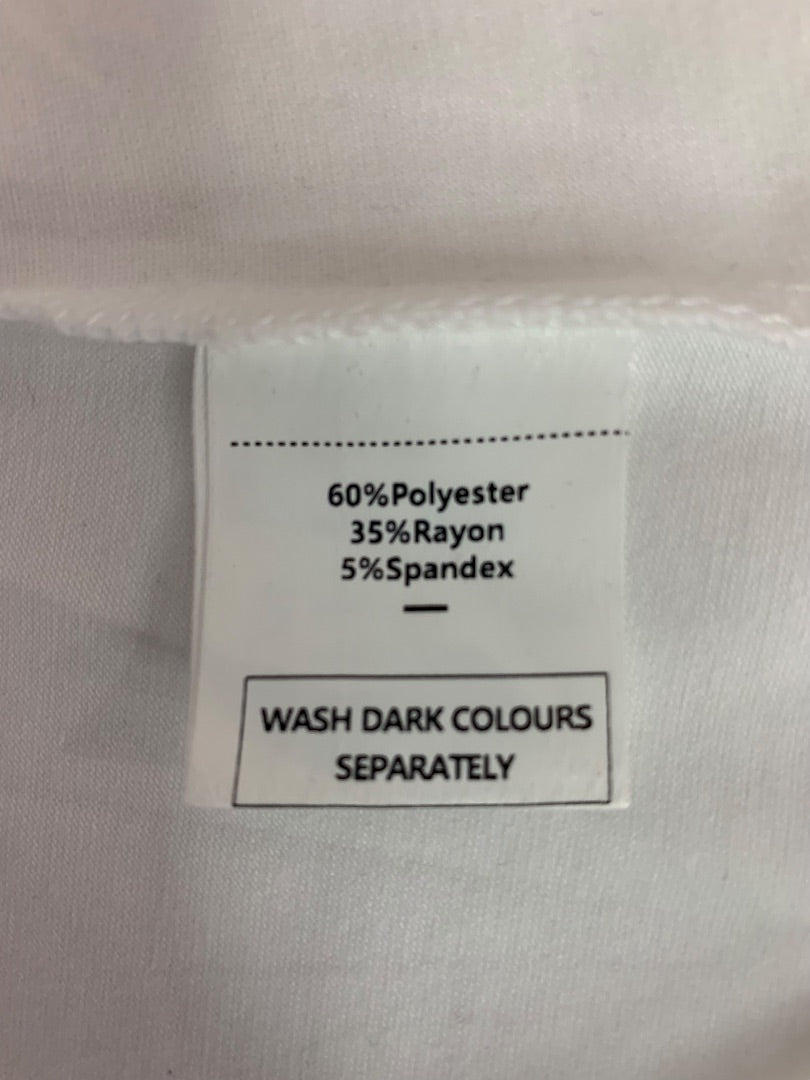 60%Polyester
35%Rayon
5%Spandex
WASH DARK COLOURS
SEPARATELY